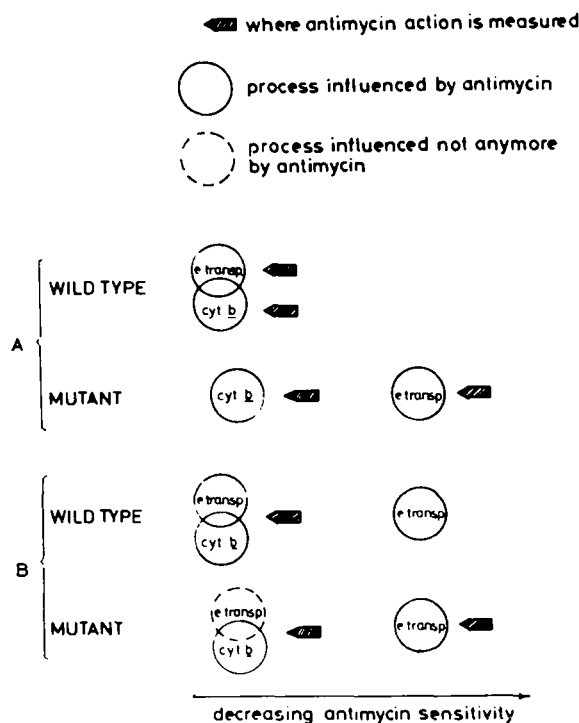 where antimycin action is measured
process influenced by antimycin
process influenced not anymore
by antimycin
A
WILD TYPE
e transp.
cyt b
MUTANT
cyt b
e transp.
B
WILD TYPE
e transp.
cyt b
e transp.
MUTANT
(e transp)
cyt b
e transp.
decreasing antimycin sensitivity